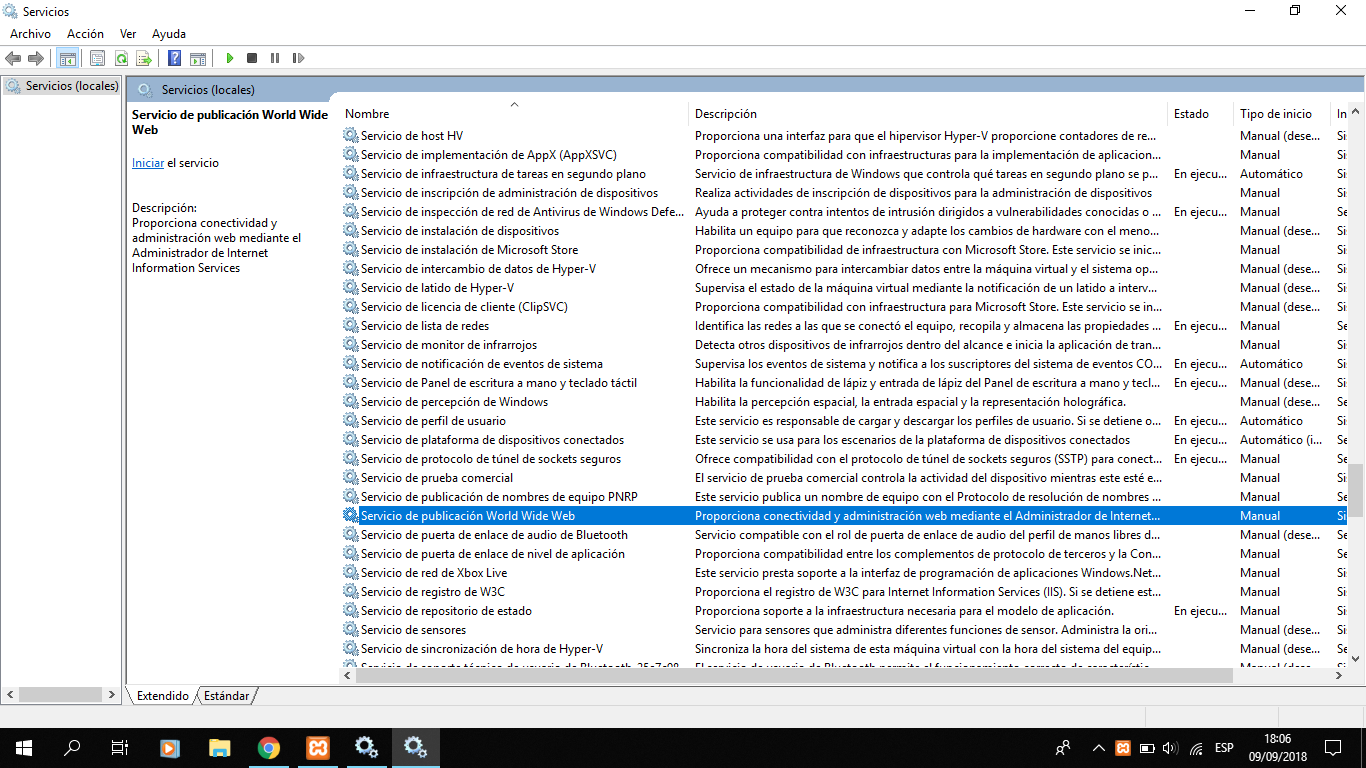 Servicios
Archivo Acción Ver Ayuda
Servicios (locales)
Servicios (locales)
Servicio de publicación World Wide
Web
Iniciar el servicio
Descripción:
Proporciona conectividad y
administración web mediante el
Administrador de Internet
Information Services
Nombre Descripción Estado Tipo de inicio In
Servicio de host HV Proporciona una interfaz para que el hipervisor Hyper-V proporcione contadores de re... Manual (dese... Si
Servicio de implementación de AppX (AppXSVC) Proporciona compatibilidad con infraestructuras para la implementación de aplicacion... Manual Si
Servicio de infraestructura de tareas en segundo plano Servicio de infraestructura de Windows que controla qué tareas en segundo plano se p... En ejecu... Automático Si
Servicio de inscripción de administración de dispositivos Realiza actividades de inscripción de dispositivos para la administración de dispositivos Manual Si
Servicio de inspección de red de Antivirus de Windows Defe... Ayuda a proteger contra intentos de intrusión dirigidos a vulnerabilidades conocidas o ... En ejecu... Manual Se
Servicio de instalación de dispositivos Habilita un equipo para que reconozca y adapte los cambios de hardware con el meno... Manual (dese... Si
Servicio de instalación de Microsoft Store Proporciona compatibilidad de infraestructura con Microsoft Store. Este servicio se inic... Manual Si
Servicio de intercambio de datos de Hyper-V Ofrece un mecanismo para intercambiar datos entre la máquina virtual y el sistema op... Manual (dese... Si
Servicio de latido de Hyper-V Supervisa el estado de la máquina virtual mediante la notificación de un latido a interv... Manual (dese... Si
Servicio de licencia de cliente (ClipSVC) Proporciona compatibilidad con infraestructura para Microsoft Store. Este servicio se in... Manual (dese... Si
Servicio de lista de redes Identifica las redes a las que se conectó el equipo, recopila y almacena las propiedades ... En ejecu... Manual Se
Servicio de monitor de infrarrojos Detecta otros dispositivos de infrarrojos dentro del alcance e inicia la aplicación de tran... Manual Si
Servicio de notificación de eventos de sistema Supervisa los eventos de sistema y notifica a los suscriptores del sistema de eventos CO... En ejecu... Automático Si
Servicio de Panel de escritura a mano y teclado táctil Habilita la funcionalidad de lápiz y entrada de lápiz del Panel de escritura a mano y tecl... En ejecu... Manual (dese... Si
Servicio de percepción de Windows Habilita la percepción espacial, la entrada espacial y la representación holográfica. Manual (dese... Se
Servicio de perfil de usuario Este servicio es responsable de cargar y descargar los perfiles de usuario. Si se detiene o... En ejecu... Automático Si
Servicio de plataforma de dispositivos conectados Este servicio se usa para los escenarios de la plataforma de dispositivos conectados En ejecu... Automático (i... Se
Servicio de protocolo de túnel de sockets seguros Ofrece compatibilidad con el protocolo de túnel de sockets seguros (SSTP) para conect... En ejecu... Manual Se
Servicio de prueba comercial El servicio de prueba comercial controla la actividad del dispositivo mientras este esté e... Manual Si
Servicio de publicación de nombres de equipo PNRP Este servicio publica un nombre de equipo con el Protocolo de resolución de nombres ... Manual Se
Servicio de publicación World Wide Web Proporciona conectividad y administración web mediante el Administrador de Internet... Manual Si
Servicio de puerta de enlace de audio de Bluetooth Servicio compatible con el rol de puerta de enlace de audio del perfil de manos libres d... Manual (dese... Se
Servicio de puerta de enlace de nivel de aplicación Proporciona compatibilidad entre los complementos de protocolo de terceros y la Con... Manual Se
Servicio de red de Xbox Live Este servicio presta soporte a la interfaz de programación de aplicaciones Windows.Net... Manual Si
Servicio de registro de W3C Proporciona el registro de W3C para Internet Information Services (IIS). Si se detiene est... Manual Si
Servicio de repositorio de estado Proporciona soporte a la infraestructura necesaria para el modelo de aplicación. En ejecu... Manual Si
Servicio de sensores Servicio para sensores que administra diferentes funciones de sensor. Administra la ori... Manual (dese... Si
Servicio de sincronización de hora de Hyper-V Sincroniza la hora del sistema de esta máquina virtual con la hora del sistema del equip... Manual (dese... Se
Extendido Estándar
ESP
18:06
09/09/2018